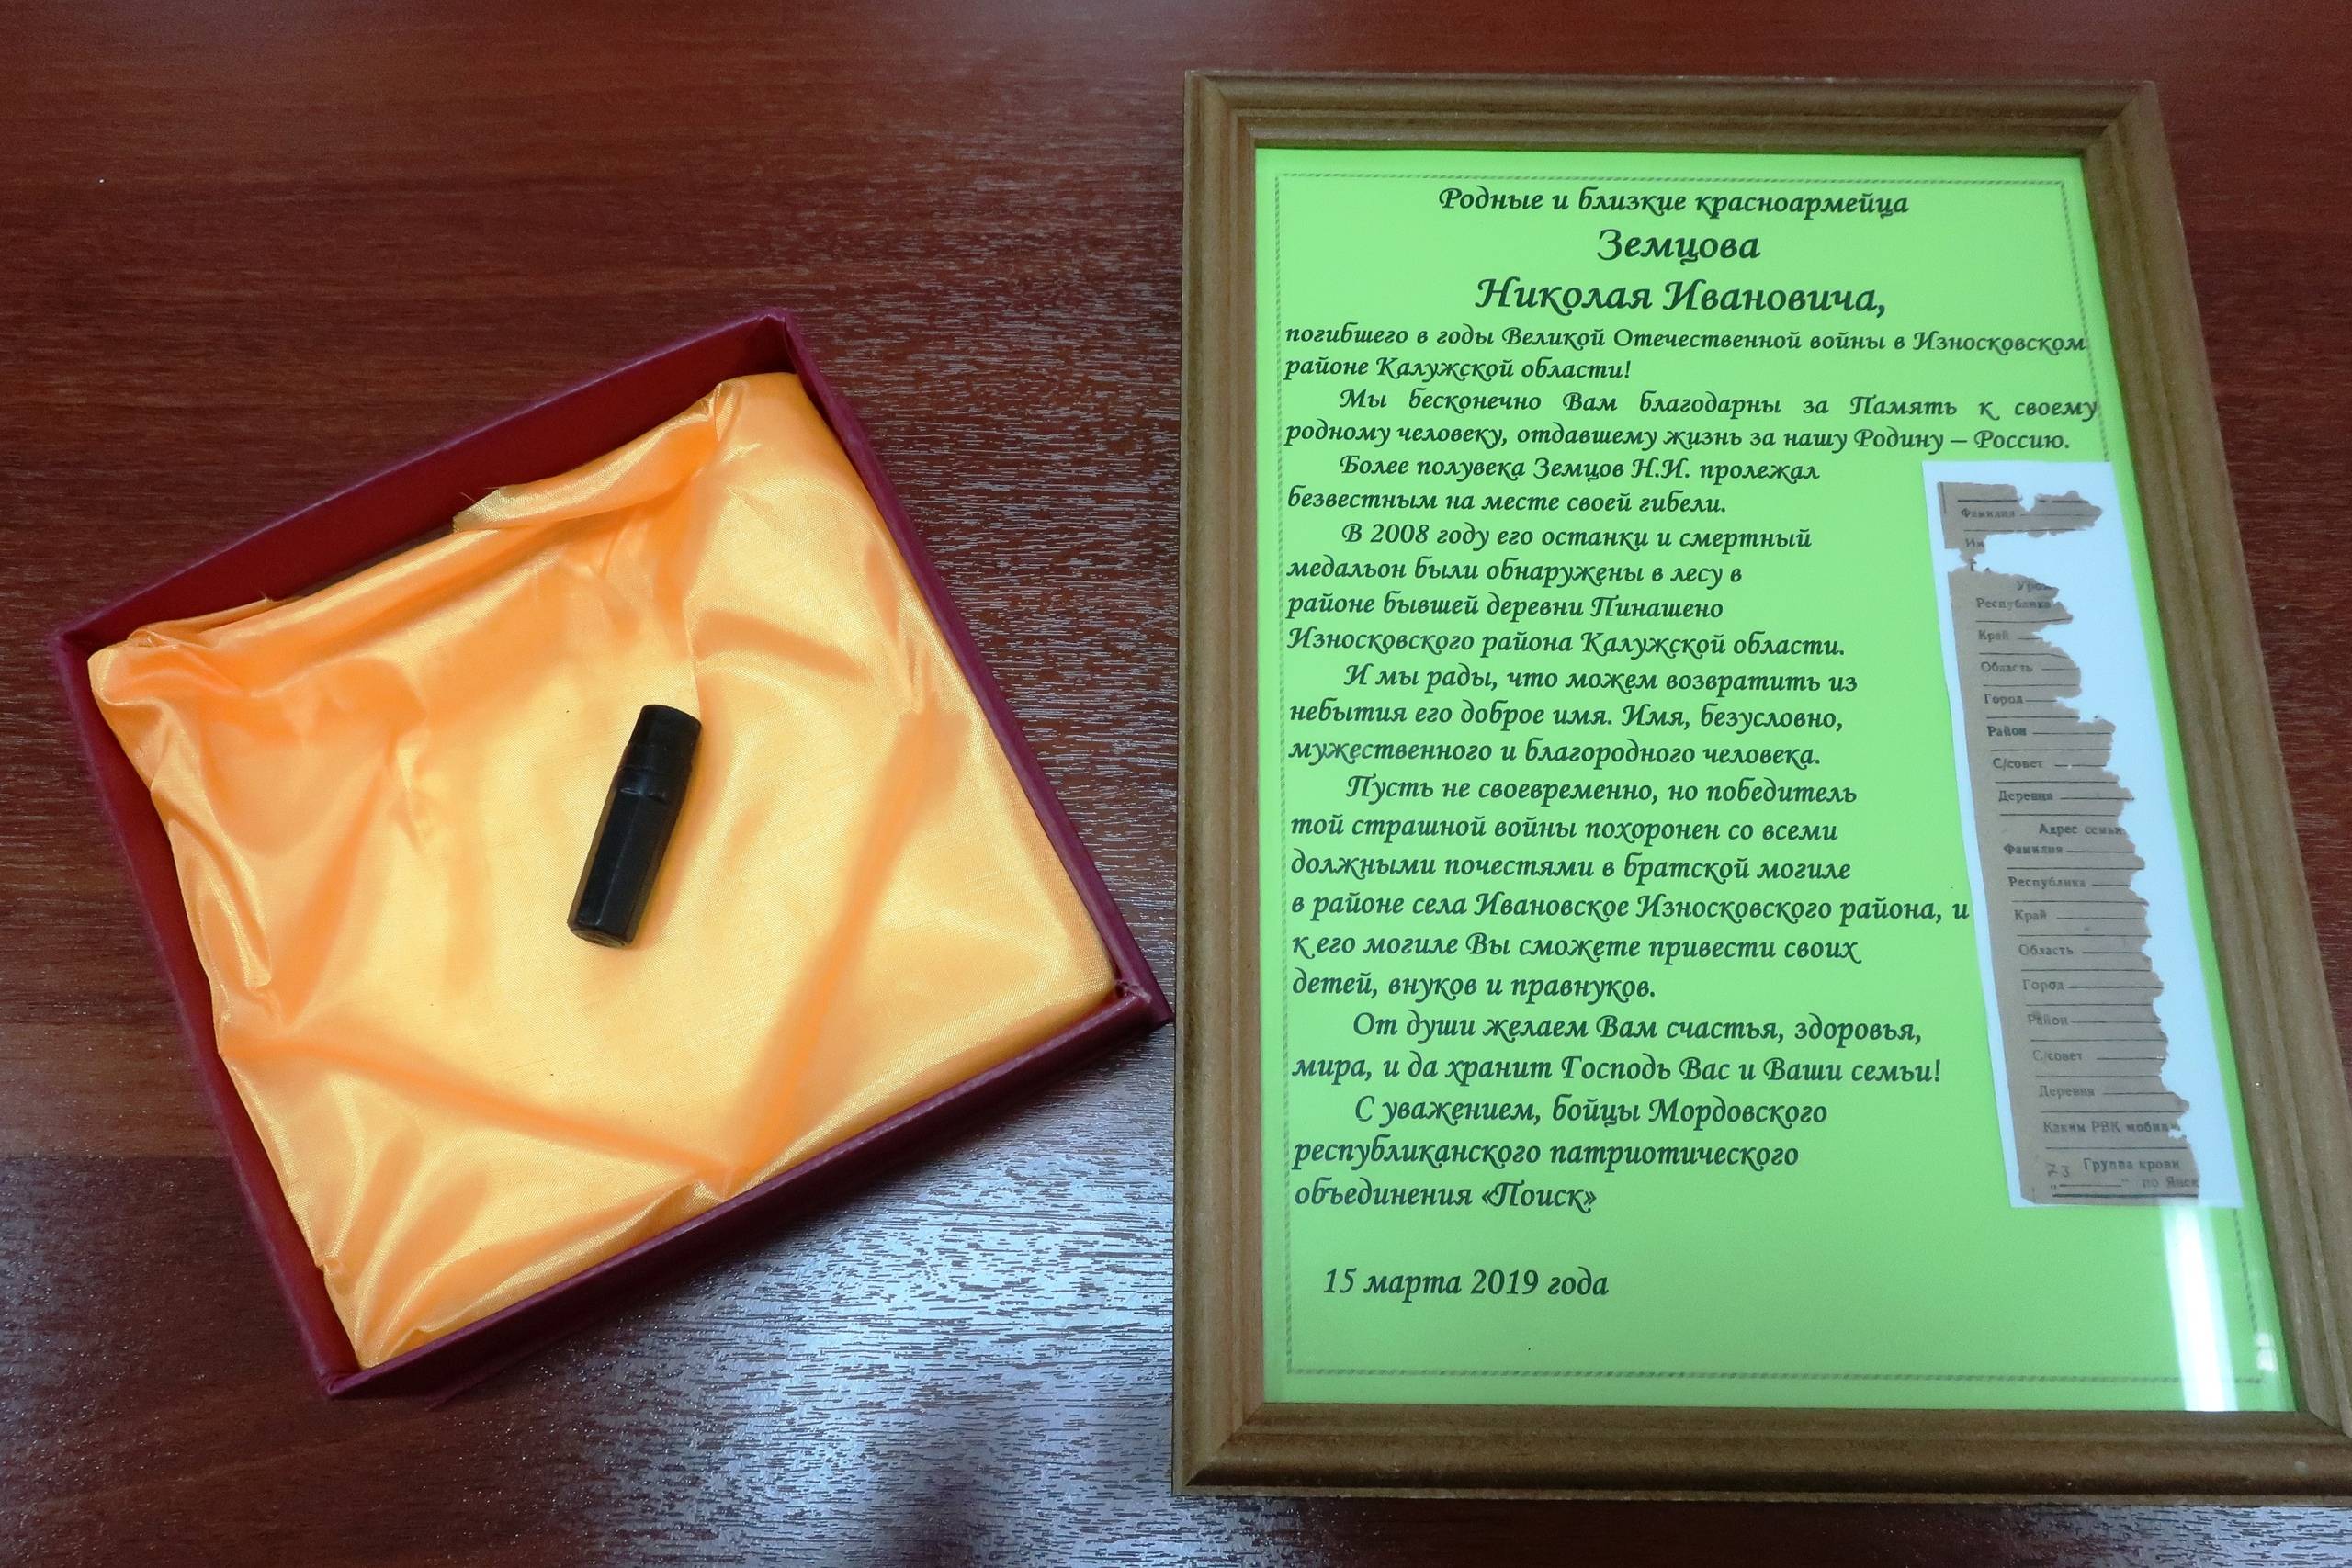 Родные и близкие красноармейца
Земцова
Николая Ивановича,
погибшего в годы Великой Отечественной войны в Износковском
районе Калужской области!
Мы бесконечно Вам благодарны за Память к своему
родному человеку, отдавшему жизнь за нашу Родину – Россию.
Более полувека Земцов Н.И. пролежал
безвестным на месте своей гибели.
В 2008 году его останки и смертный
медальон были обнаружены в лесу в
районе бывшей деревни Пинашено
Износковского района Калужской области.
И мы рады, что можем возвратить из
небытия его доброе имя. Имя, безусловно,
мужественного и благородного человека.
Пусть не своевременно, но победитель
той страшной войны похоронен со всеми
должными почестями в братской могиле
в районе села Ивановское Износковского района, и
к его могиле Вы сможете привести своих
детей, внуков и правнуков.
От души желаем Вам счастья, здоровья,
мира, и да хранит Господь Вас и Ваши семьи!
С уважением, бойцы Мордовского
республиканского патриотического
объединения «Поиск»
15 марта 2019 года
Фамилия
Республика
Край
Область
Город
Район
С/совет
Деревня
Адрес семьи
Фамилия
Республика
Край
Область
Город
Район
С/совет
Деревня
Каким РВК мобил
Группа крови
по Янск